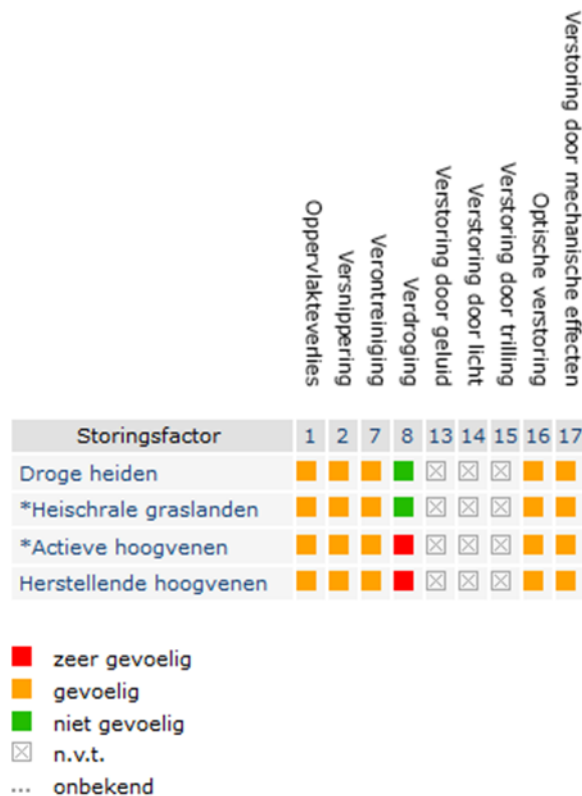 Oppervlakteverlies
Versnippering
Verontreiniging
Verdroging
Verstoring door geluid
Verstoring door licht
Verstoring door trilling
Optische verstoring
Verstoring door mechanische effecten
Storingsfactor 1 2 7 8 13 14 15 16 17
Droge heiden
*Heischrale graslanden
*Actieve hoogvenen
Herstellende hoogvenen
zeer gevoelig
gevoelig
niet gevoelig
n.v.t.
... onbekend